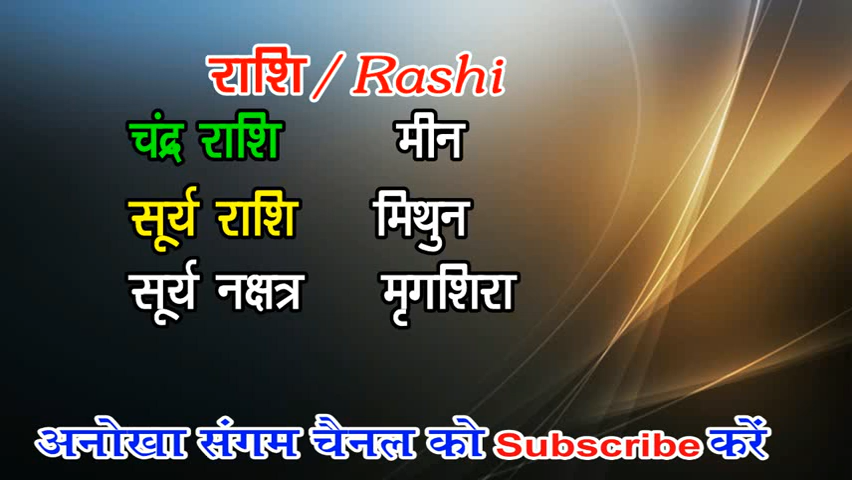 राशि / Rashi
चंद्र राशि मीन
सूर्य राशि मिथुन
सूर्य नक्षत्र मृगशिरा
अनोखा संगम चैनल को Subscribe करें